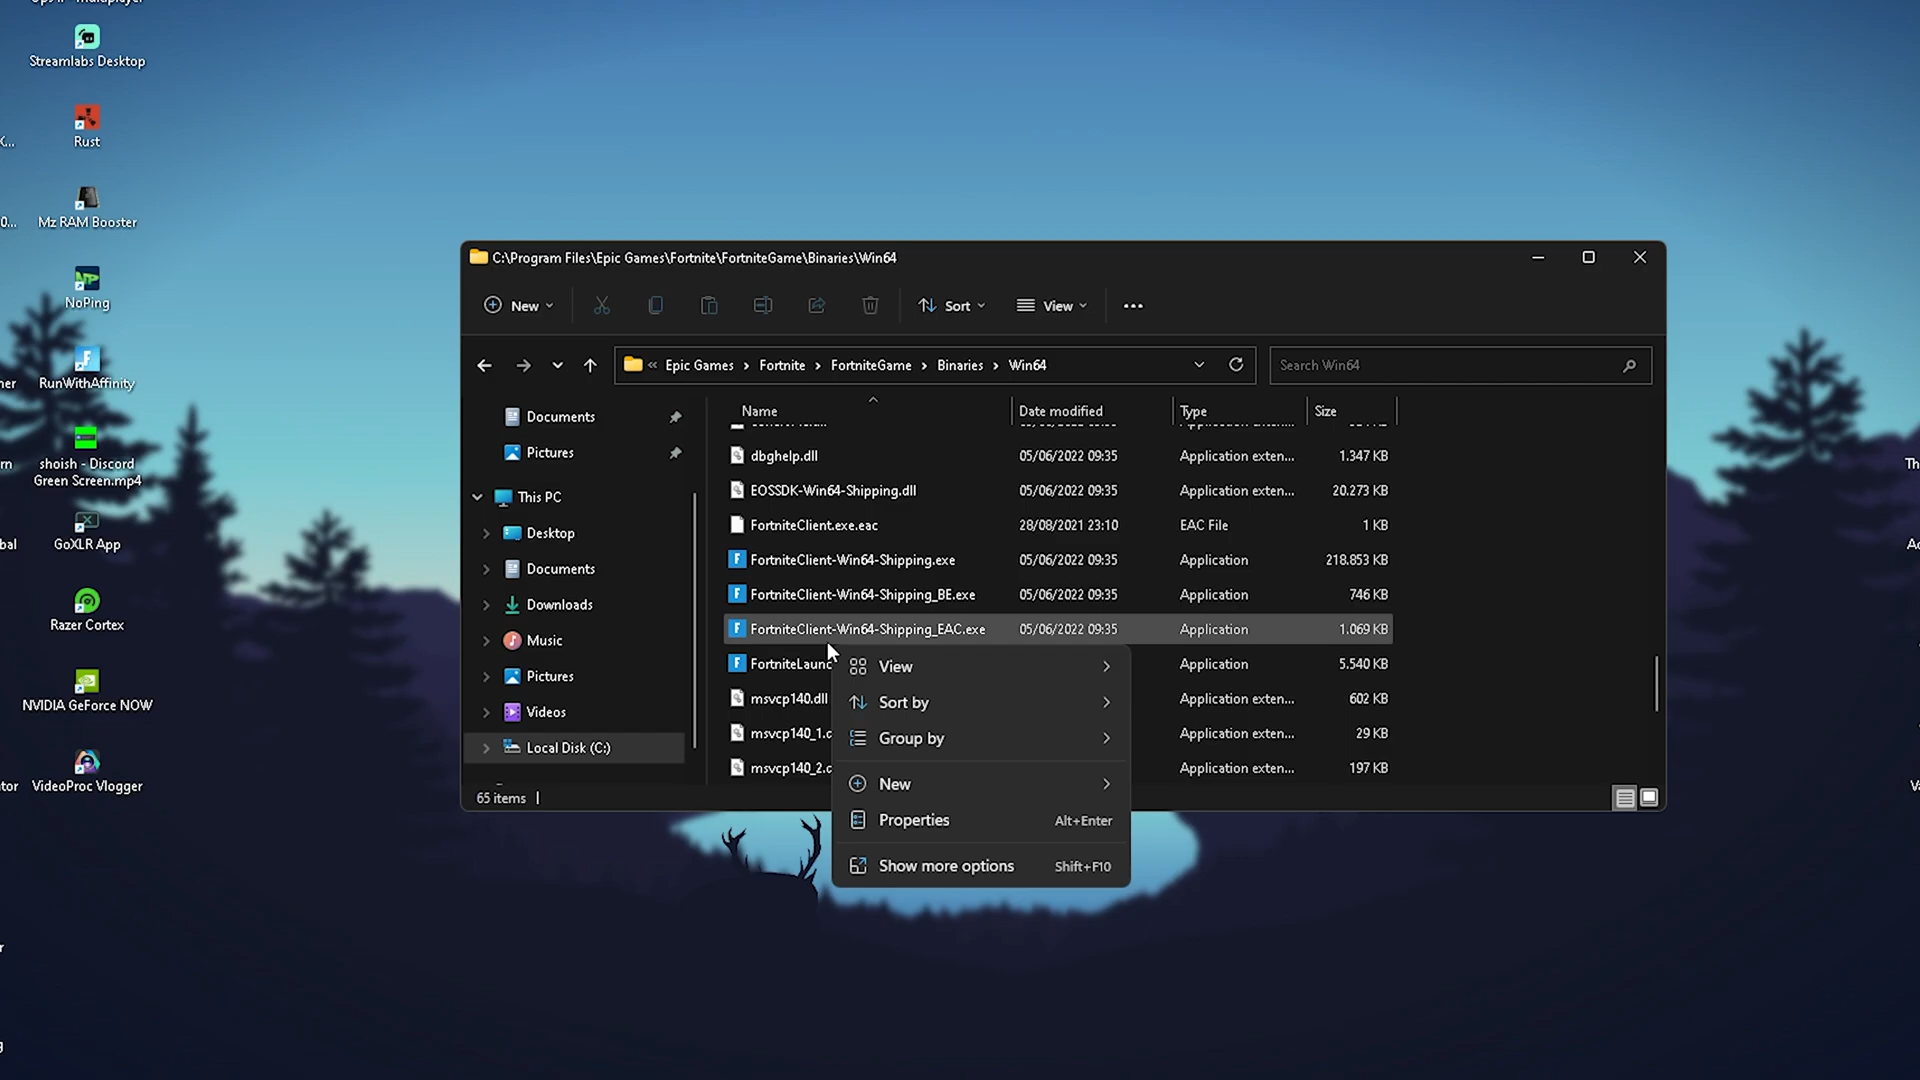 Streamlabs Desktop
Rust
Mz RAM Booster
NoPing
RunWithAffinity
shoish - Discord
Green Screen.mp4
GoXLR App
Razer Cortex
NVIDIA GeForce NOW
VideoProc Vlogger
C:\Program Files\Epic Games\Fortnite\FortniteGame\Binaries\Win64
New
Sort
View
« Epic Games > Fortnite > FortniteGame > Binaries > Win64
Search Win64
Documents
Pictures
This PC
Desktop
Documents
Downloads
Music
Pictures
Videos
Local Disk (C:)
Name Date modified Type Size
dbghelp.dll 05/06/2022 09:35 Application exten... 1.347 KB
EOSSDK-Win64-Shipping.dll 05/06/2022 09:35 Application exten... 20.273 KB
FortniteClient.exe.eac 28/08/2021 23:10 EAC File 1 KB
FortniteClient-Win64-Shipping.exe 05/06/2022 09:35 Application 218.853 KB
FortniteClient-Win64-Shipping_BE.exe 05/06/2022 09:35 Application 746 KB
FortniteClient-Win64-Shipping_EAC.exe 05/06/2022 09:35 Application 1.069 KB
FortniteLaunc Application 5.540 KB
msvcp140.dll Application exten... 602 KB
msvcp140_1.d Application exten... 29 KB
msvcp140_2.d Application exten... 197 KB
View
Sort by
Group by
New
Properties Alt+Enter
Show more options Shift+F10
65 items